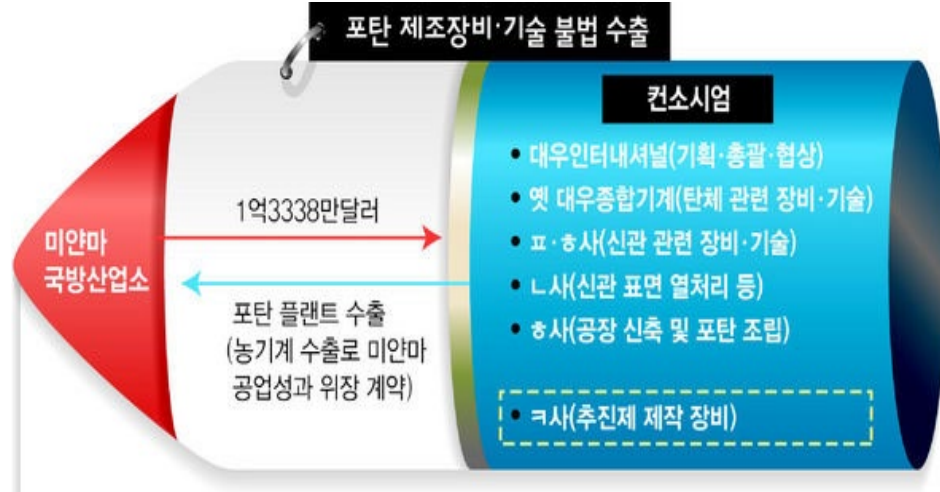 포탄 제조장비·기술 불법 수출
컨소시엄
• 대우인터내셔널(기획·총괄·협상)
• 옛 대우종합기계(탄체 관련 장비·기술)
• ㅍ·ㅎ사(신관 관련 장비·기술)
• ㄴ사(신관 표면 열처리 등)
• ㅎ사(공장 신축 및 포탄 조립)
• ㅋ사(추진제 제작 장비)
1억3338만달러
미얀마
국방산업소
포탄 플랜트 수출
(농기계 수출로 미얀마
공업성과 위장 계약)